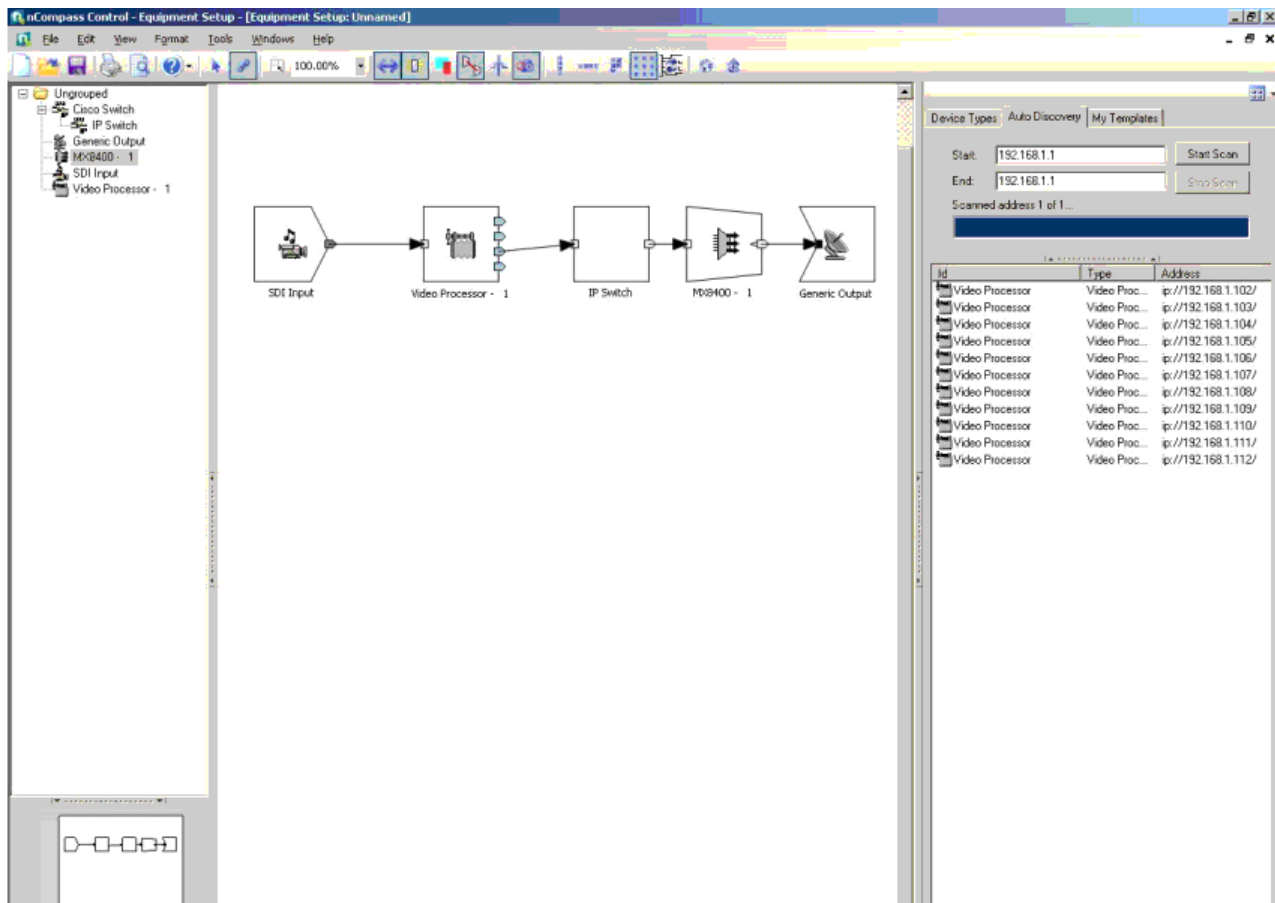 nCompass Control - Equipment Setup - [Equipment Setup: Unnamed]
File Edit View Format Tools Windows Help
100.00%
Ungrouped
Cisco Switch
IP Switch
Generic Output
MX8400 - 1
SDI Input
Video Processor - 1
SDI Input
Video Processor - 1
IP Switch
MX8400 - 1
Generic Output
Device Types Auto Discovery My Templates
Start: 192.168.1.1 Start Scan
End: 192.168.1.1 Stop Scan
Scanned address 1 of 1...
Id Type Address
Video Processor Video Proc... ip://192.168.1.102/
Video Processor Video Proc... ip://192.168.1.103/
Video Processor Video Proc... ip://192.168.1.104/
Video Processor Video Proc... ip://192.168.1.105/
Video Processor Video Proc... ip://192.168.1.106/
Video Processor Video Proc... ip://192.168.1.107/
Video Processor Video Proc... ip://192.168.1.108/
Video Processor Video Proc... ip://192.168.1.109/
Video Processor Video Proc... ip://192.168.1.110/
Video Processor Video Proc... ip://192.168.1.111/
Video Processor Video Proc... ip://192.168.1.112/